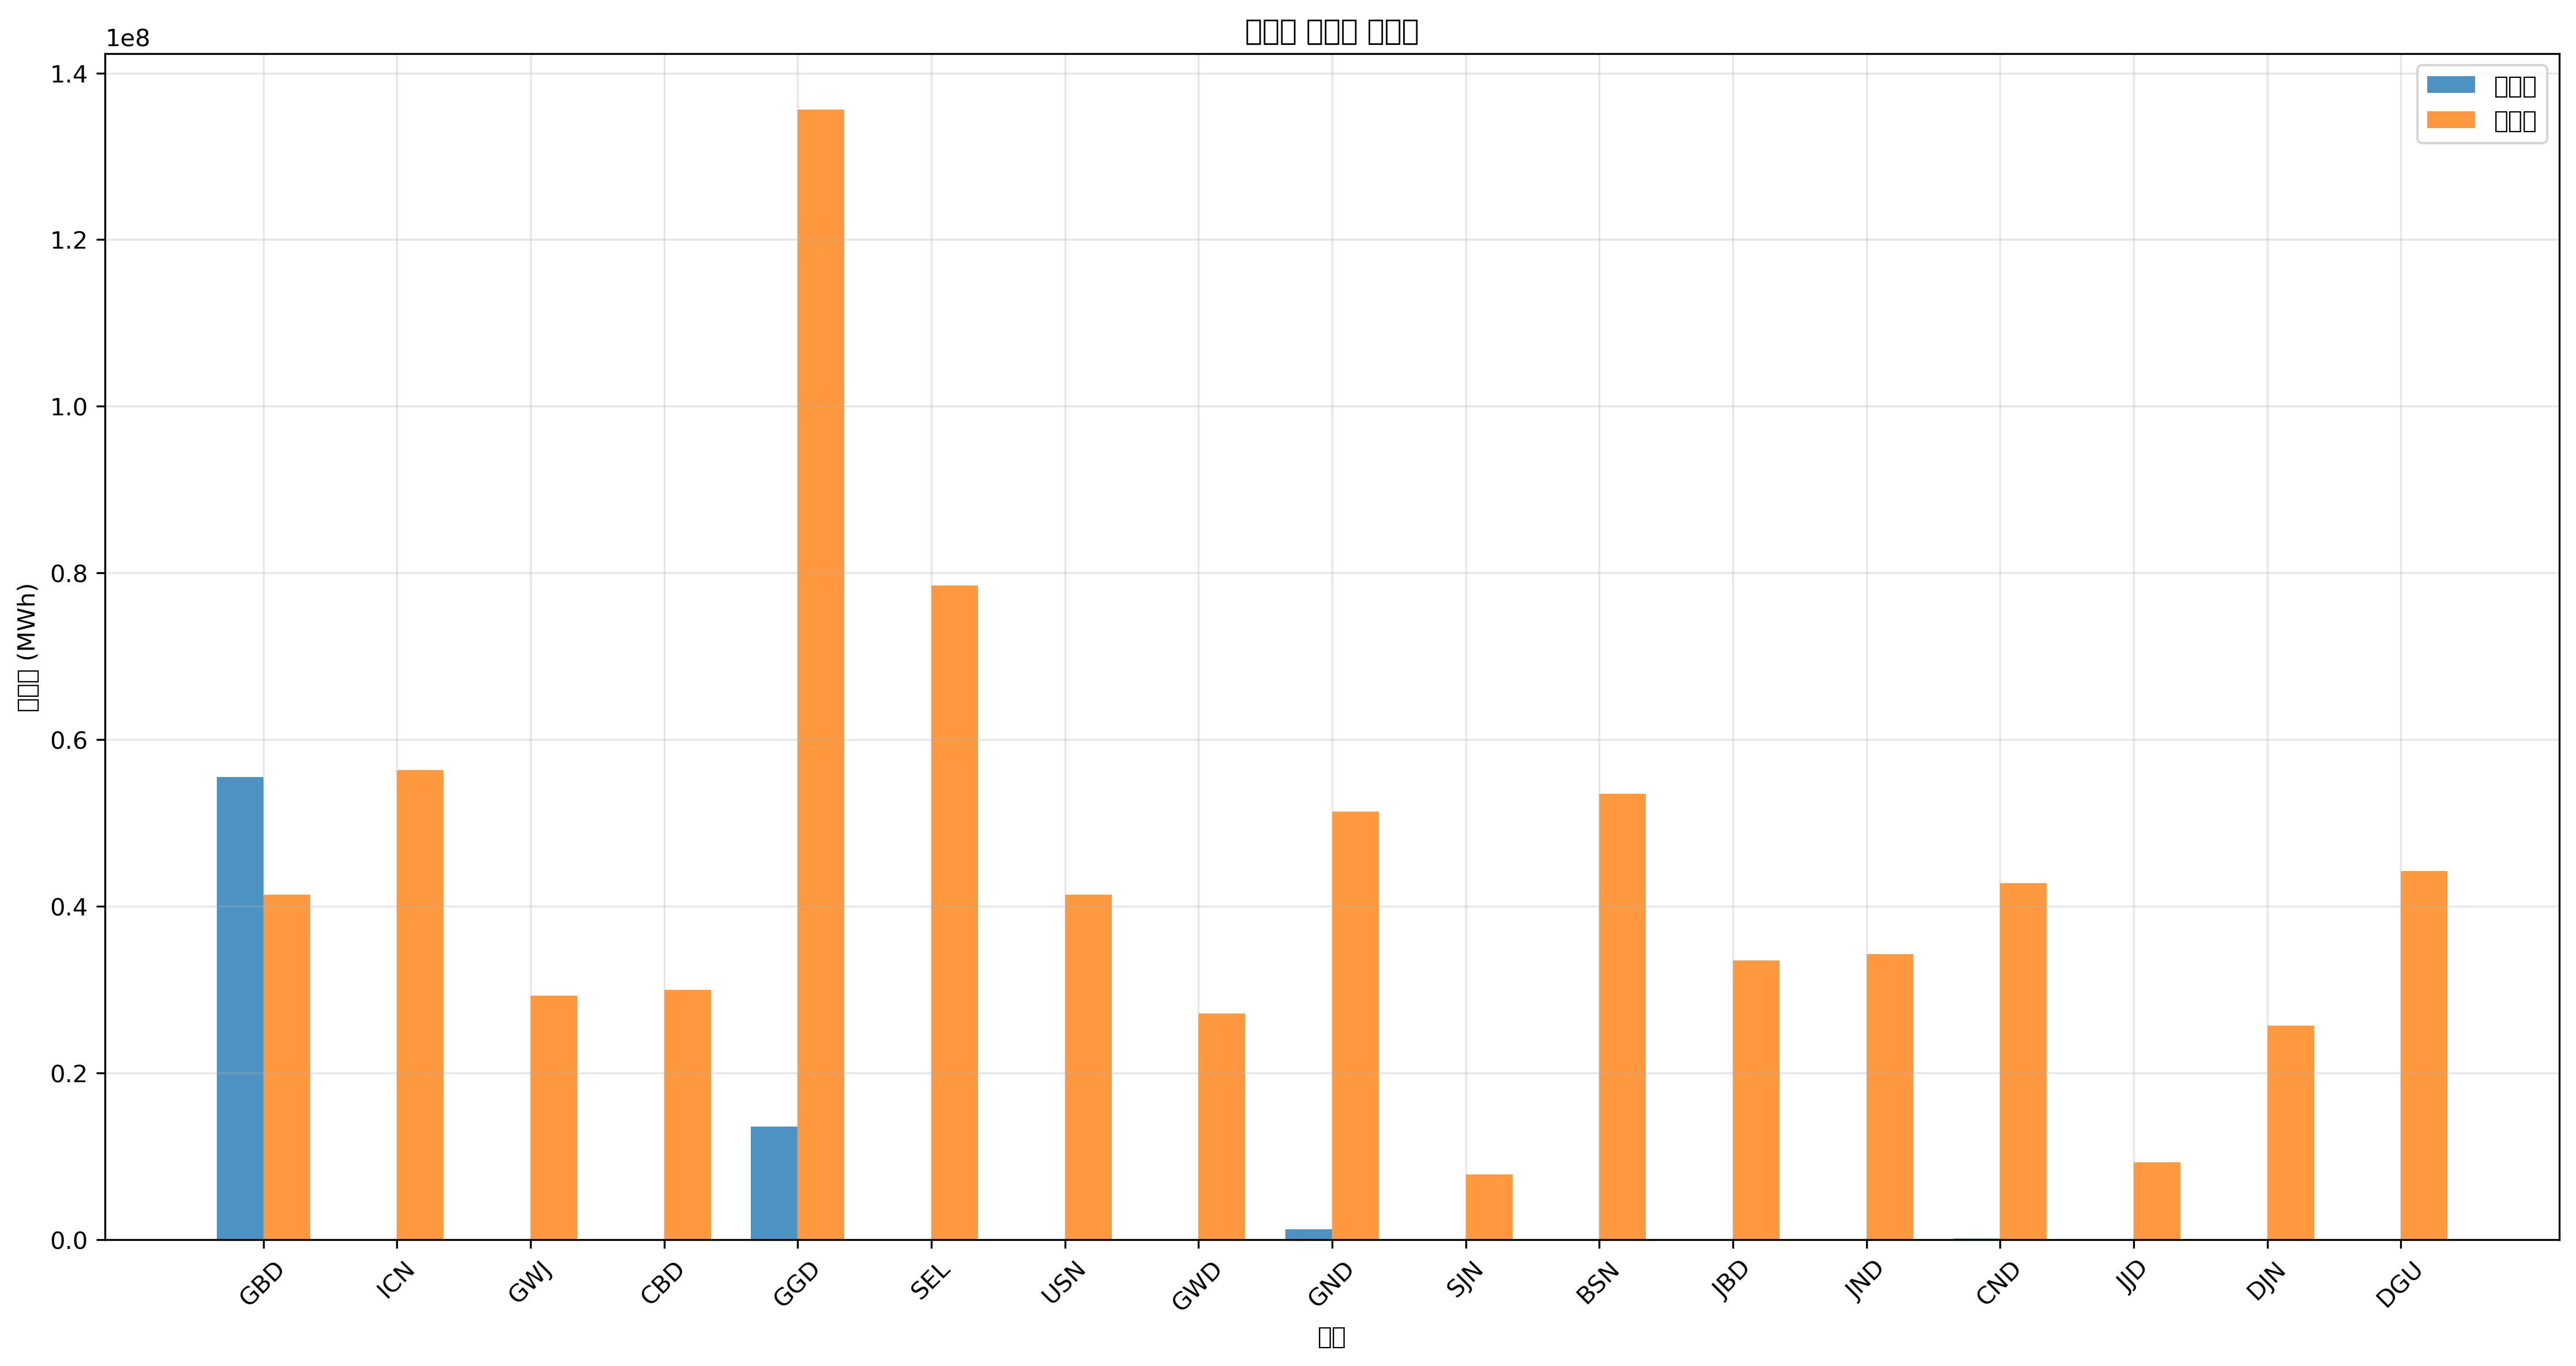 1e8
1.4
1.2
1.0
0.8
0.6
0.4
0.2
0.0
(MWh)
GBD
ICN
GWJ
CBD
GGD
SEL
USN
GWD
GND
SJN
BSN
JBD
JND
CND
JJD
DJN
DGU